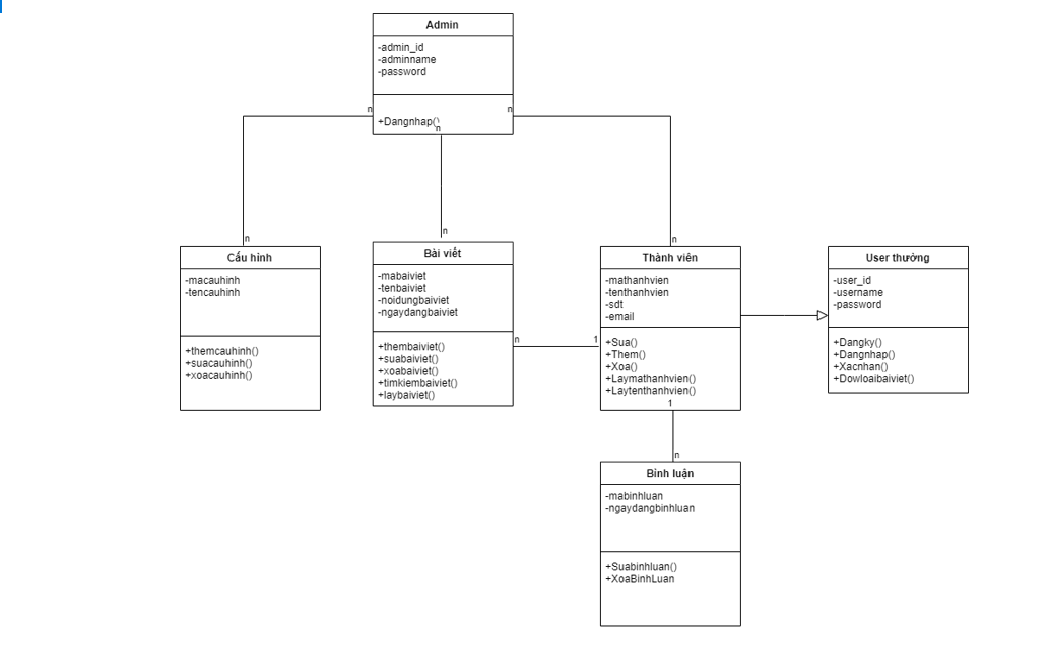 Admin
-admin_id
-adminname
-password
n
n
+Dangnhap()
n
n
n
n
Cấu hình
-macauhinh
-tencauhinh
+themcauhinh()
+suacauhinh()
+xoacauhinh()
Bài viết
-mabaiviet
-tenbaiviet
-noidungbaiviet
-ngaydangbaiviet
+thembaiviet()
+suabaiviet()
+xoabaiviet()
+timkiembaiviet()
+laybaiviet()
n
1
Thành viên
-mathanhvien
-tenthanhvien
-sdt
-email
+Sua()
+Them()
+Xoa()
+Laymathanhvien()
+Laytenthanhvien()
1
User thường
-user_id
-username
-password
+Dangky()
+Dangnhap()
+Xacnhan()
+Dowloaibaiviet()
n
Bình luận
-mabinhluan
-ngaydangbinhluan
+Suabinhluan()
+XoaBinhLuan